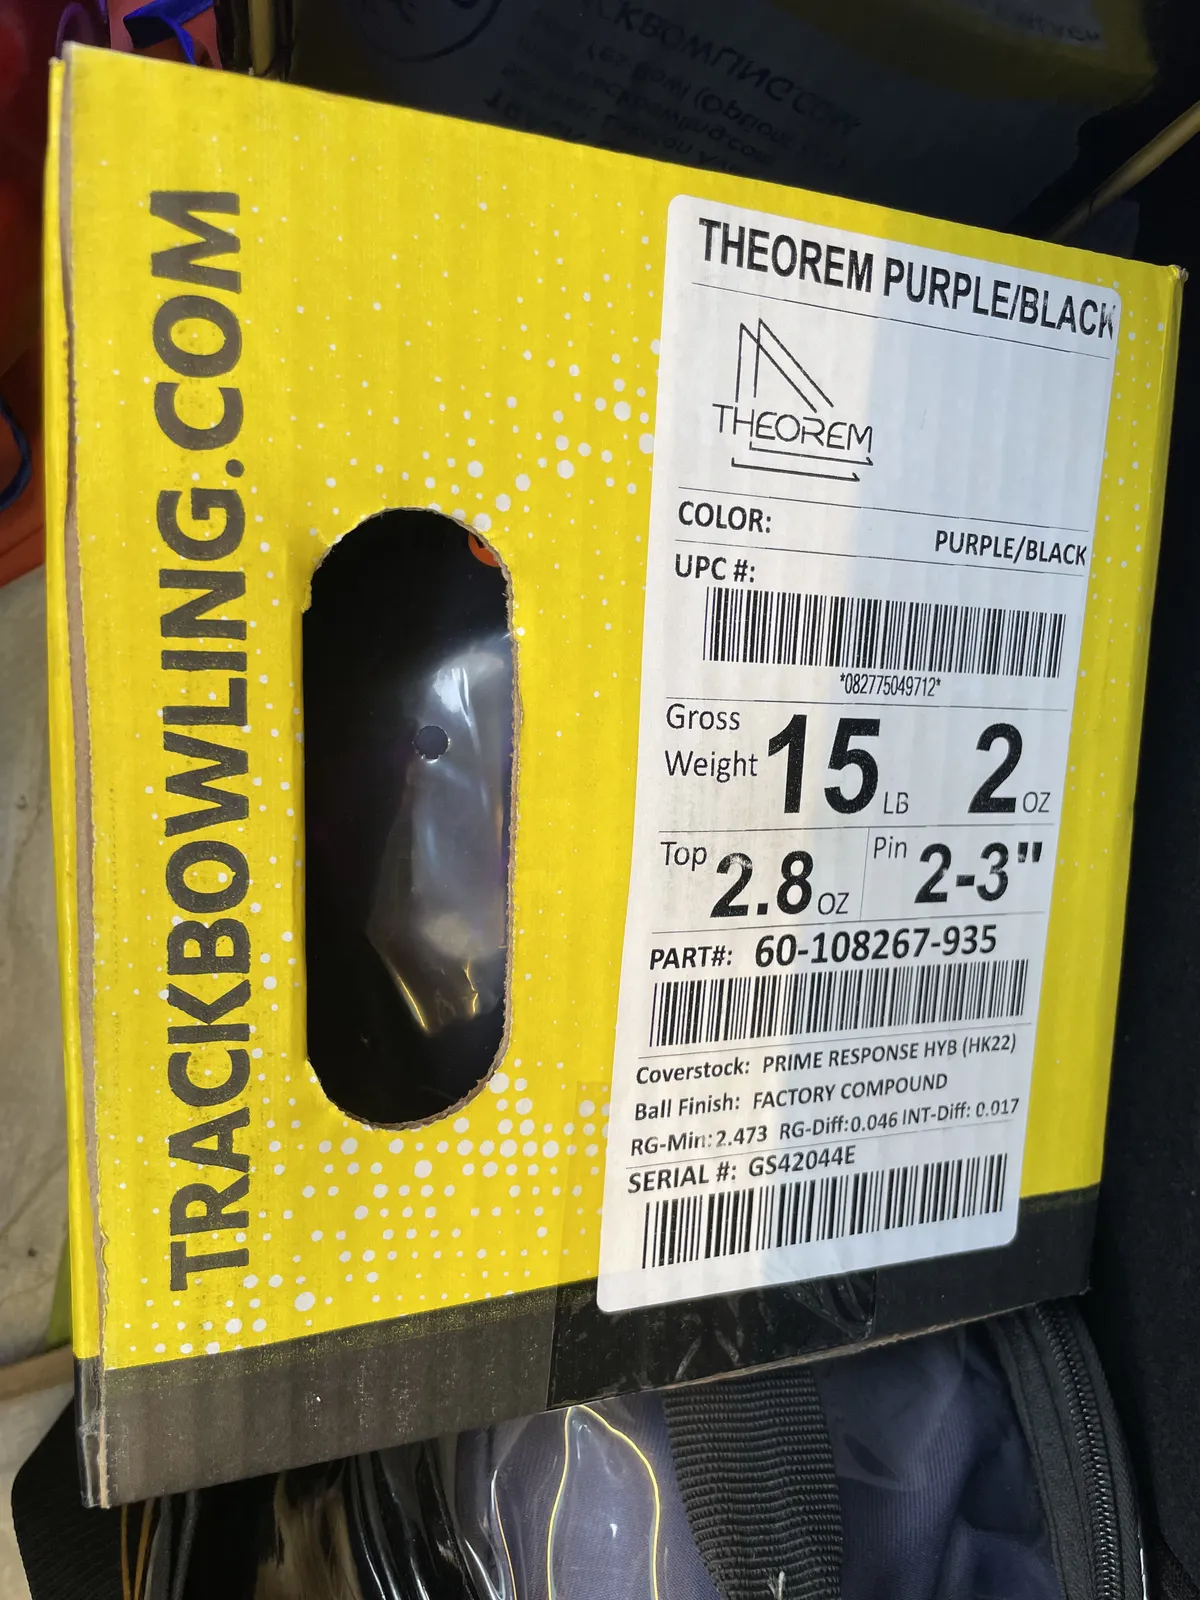 TRACKBOWLING.COM
THEOREM PURPLE/BLACK
THEOREM
COLOR:
PURPLE/BLACK
UPC #:
*082775049712*
Gross Weight 15 LB 2 OZ
Top 2.8 OZ Pin 2-3"
PART#: 60-108267-935
Coverstock: PRIME RESPONSE HYB (HK22)
Ball Finish: FACTORY COMPOUND
RG-Min: 2.473 RG-Diff: 0.046 INT-Diff: 0.017
SERIAL #: GS42044E